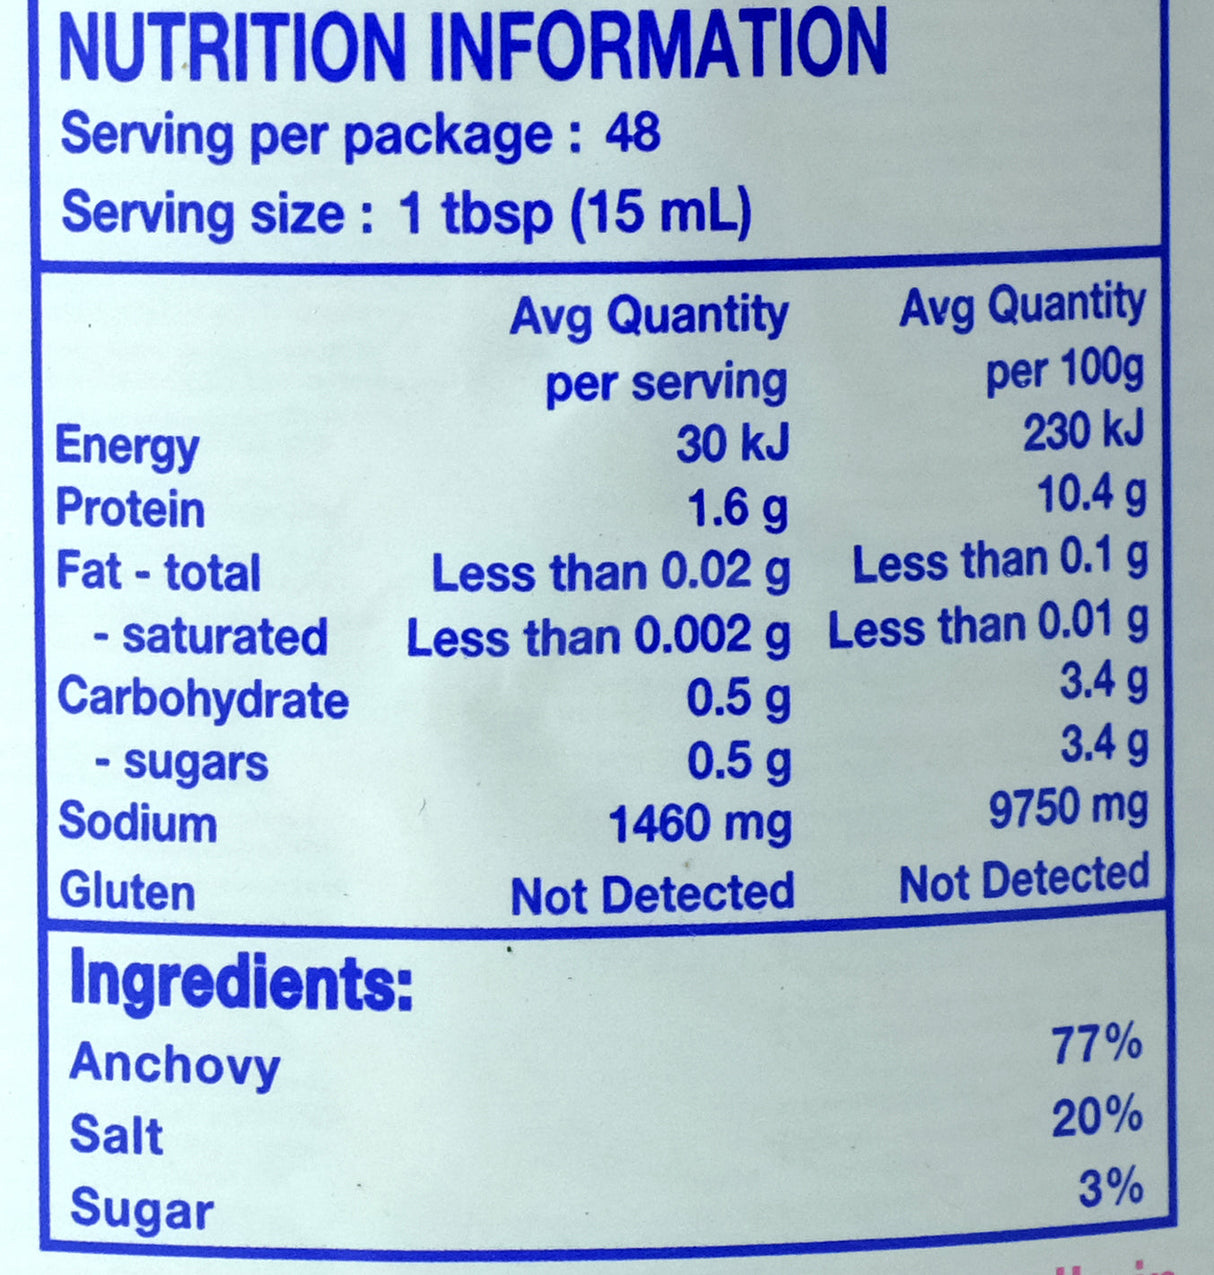 NUTRITION INFORMATION
Serving per package : 48
Serving size : 1 tbsp (15 mL)
Avg Quantity Avg Quantity
per serving per 100g
Energy 30 kJ 230 kJ
Protein 1.6 g 10.4 g
Fat - total Less than 0.02 g Less than 0.1 g
- saturated Less than 0.002 g Less than 0.01 g
Carbohydrate 0.5 g 3.4 g
- sugars 0.5 g 3.4 g
Sodium 1460 mg 9750 mg
Gluten Not Detected Not Detected
Ingredients:
Anchovy 77%
Salt 20%
Sugar 3%